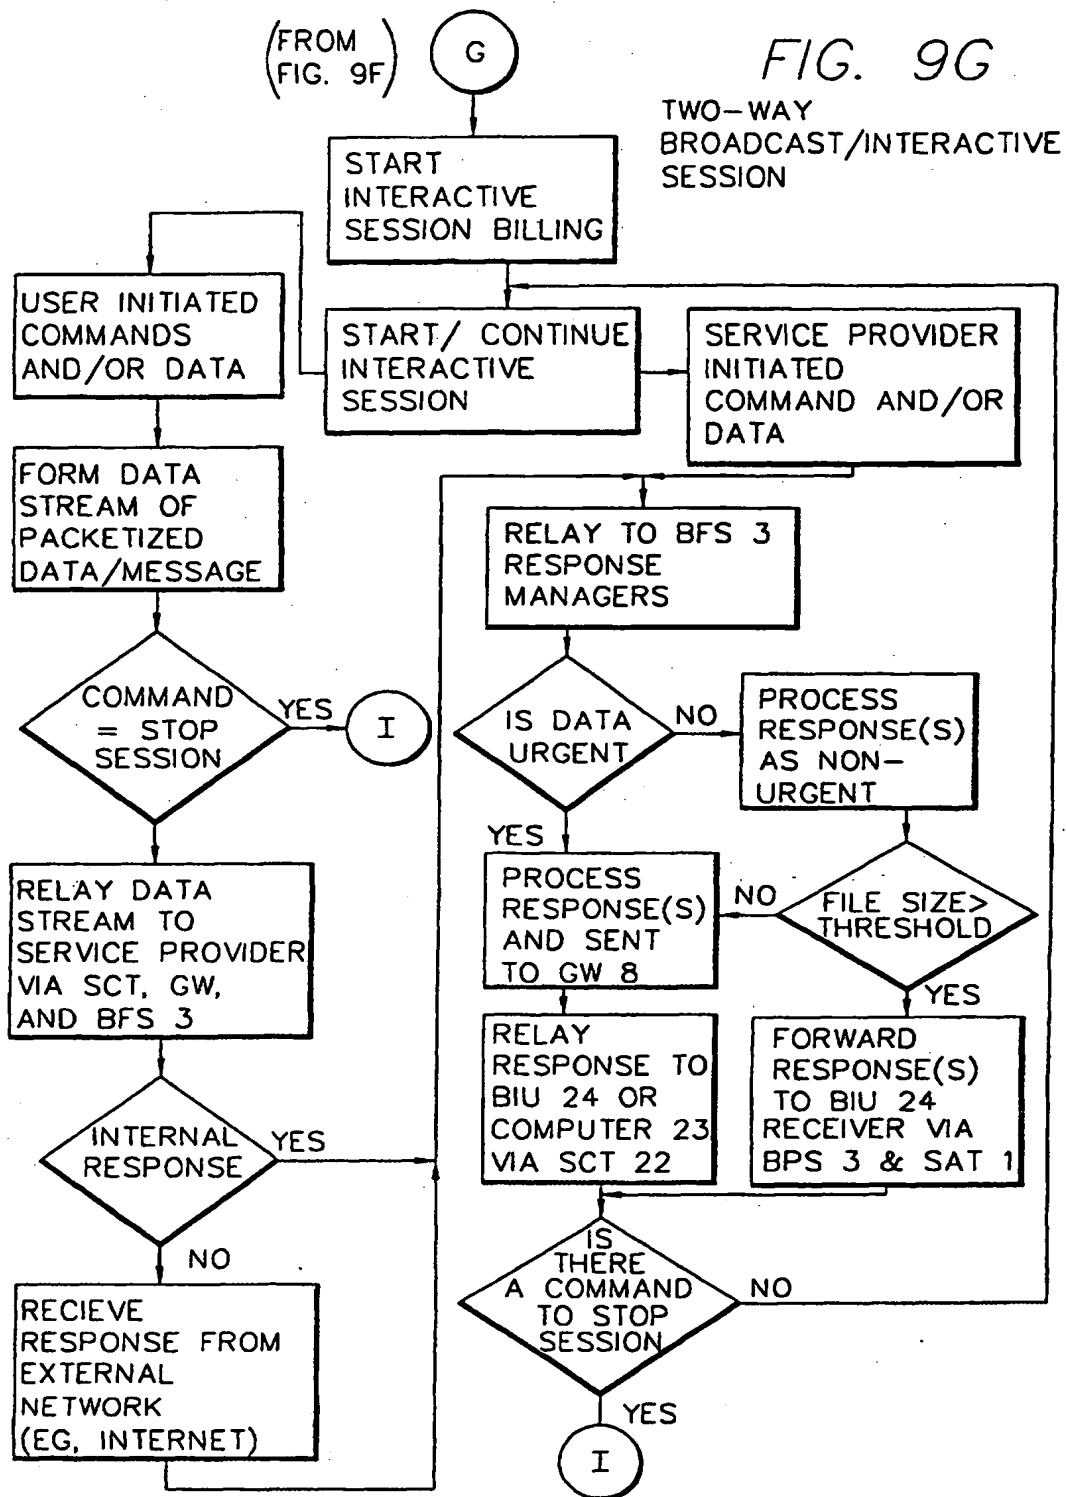 (FROM
FIG. 9F)
G
FIG. 9G
TWO-WAY
BROADCAST/INTERACTIVE
SESSION
START
INTERACTIVE
SESSION BILLING
USER INITIATED
COMMANDS
AND/OR DATA
START/ CONTINUE
INTERACTIVE
SESSION
SERVICE PROVIDER
INITIATED
COMMAND AND/OR
DATA
FORM DATA
STREAM OF
PACKETIZED
DATA/MESSAGE
RELAY TO BFS 3
RESPONSE
MANAGERS
COMMAND
= STOP
SESSION
YES
I
IS DATA
URGENT
NO
PROCESS
RESPONSE(S)
AS NON-
URGENT
YES
RELAY DATA
STREAM TO
SERVICE PROVIDER
VIA SCT, GW,
AND BFS 3
PROCESS
RESPONSE(S)
AND SENT
TO GW 8
NO
FILE SIZE>
THRESHOLD
YES
RELAY
RESPONSE TO
BIU 24 OR
COMPUTER 23
VIA SCT 22
FORWARD
RESPONSE(S)
TO BIU 24
RECEIVER VIA
BPS 3 & SAT 1
INTERNAL
RESPONSE
YES
NO
RECIEVE
RESPONSE FROM
EXTERNAL
NETWORK
(EG, INTERNET)
IS
THERE
A COMMAND
TO STOP
SESSION
NO
YES
I